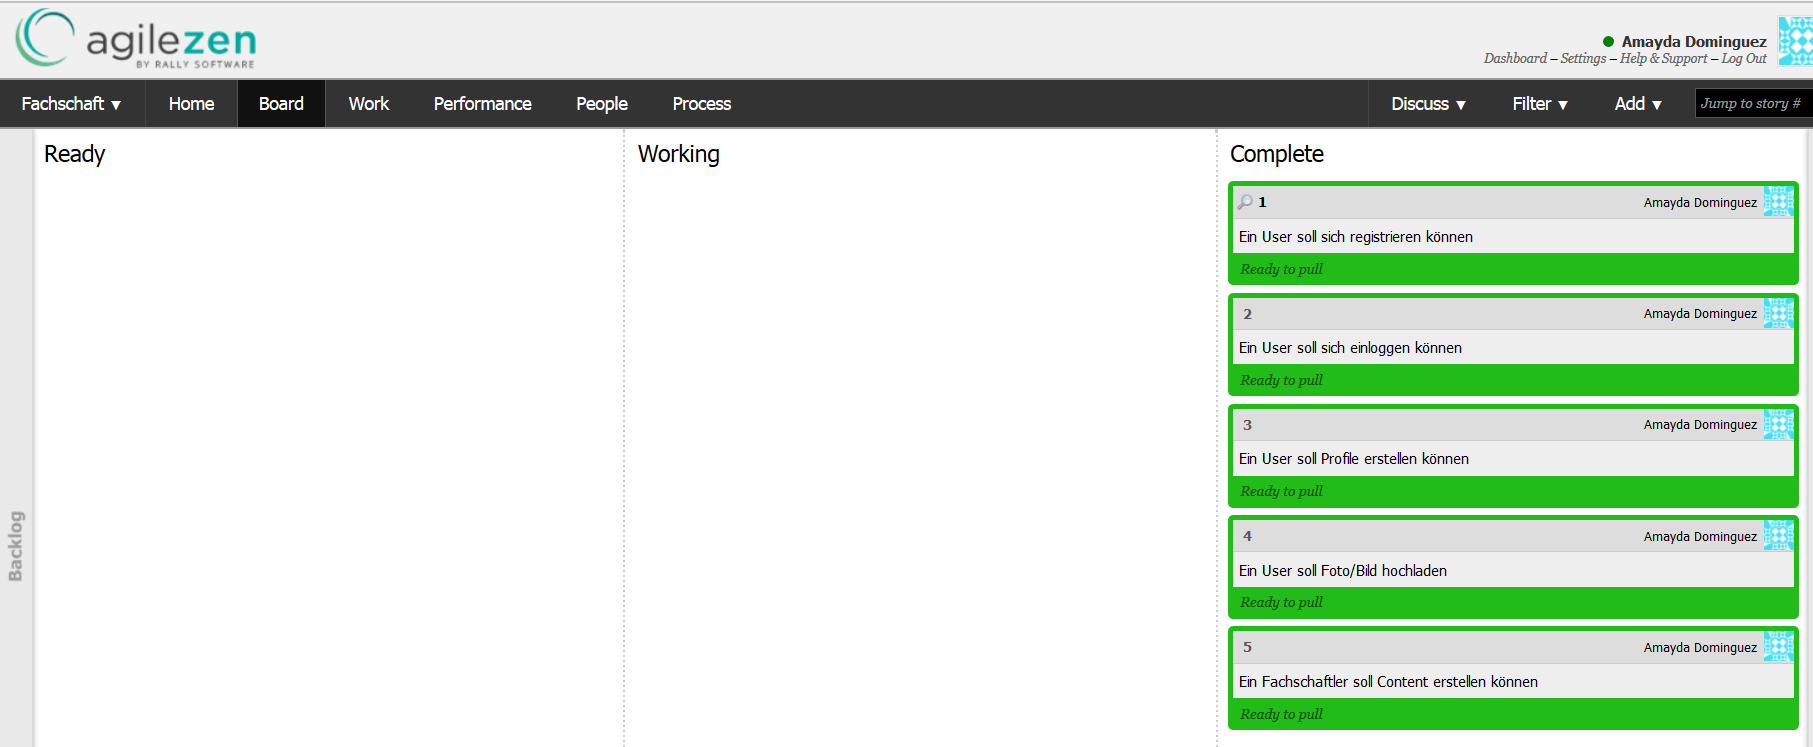 agilezen
BY RALLY SOFTWARE
Amayda Dominguez
Dashboard – Settings – Help & Support – Log Out
Fachschaft ▼ Home Board Work Performance People Process Discuss ▼ Filter ▼ Add ▼ Jump to story #
Backlog
Ready
Working
Complete
1 Amayda Dominguez
Ein User soll sich registrieren können
Ready to pull
2 Amayda Dominguez
Ein User soll sich einloggen können
Ready to pull
3 Amayda Dominguez
Ein User soll Profile erstellen können
Ready to pull
4 Amayda Dominguez
Ein User soll Foto/Bild hochladen
Ready to pull
5 Amayda Dominguez
Ein Fachschaftler soll Content erstellen können
Ready to pull